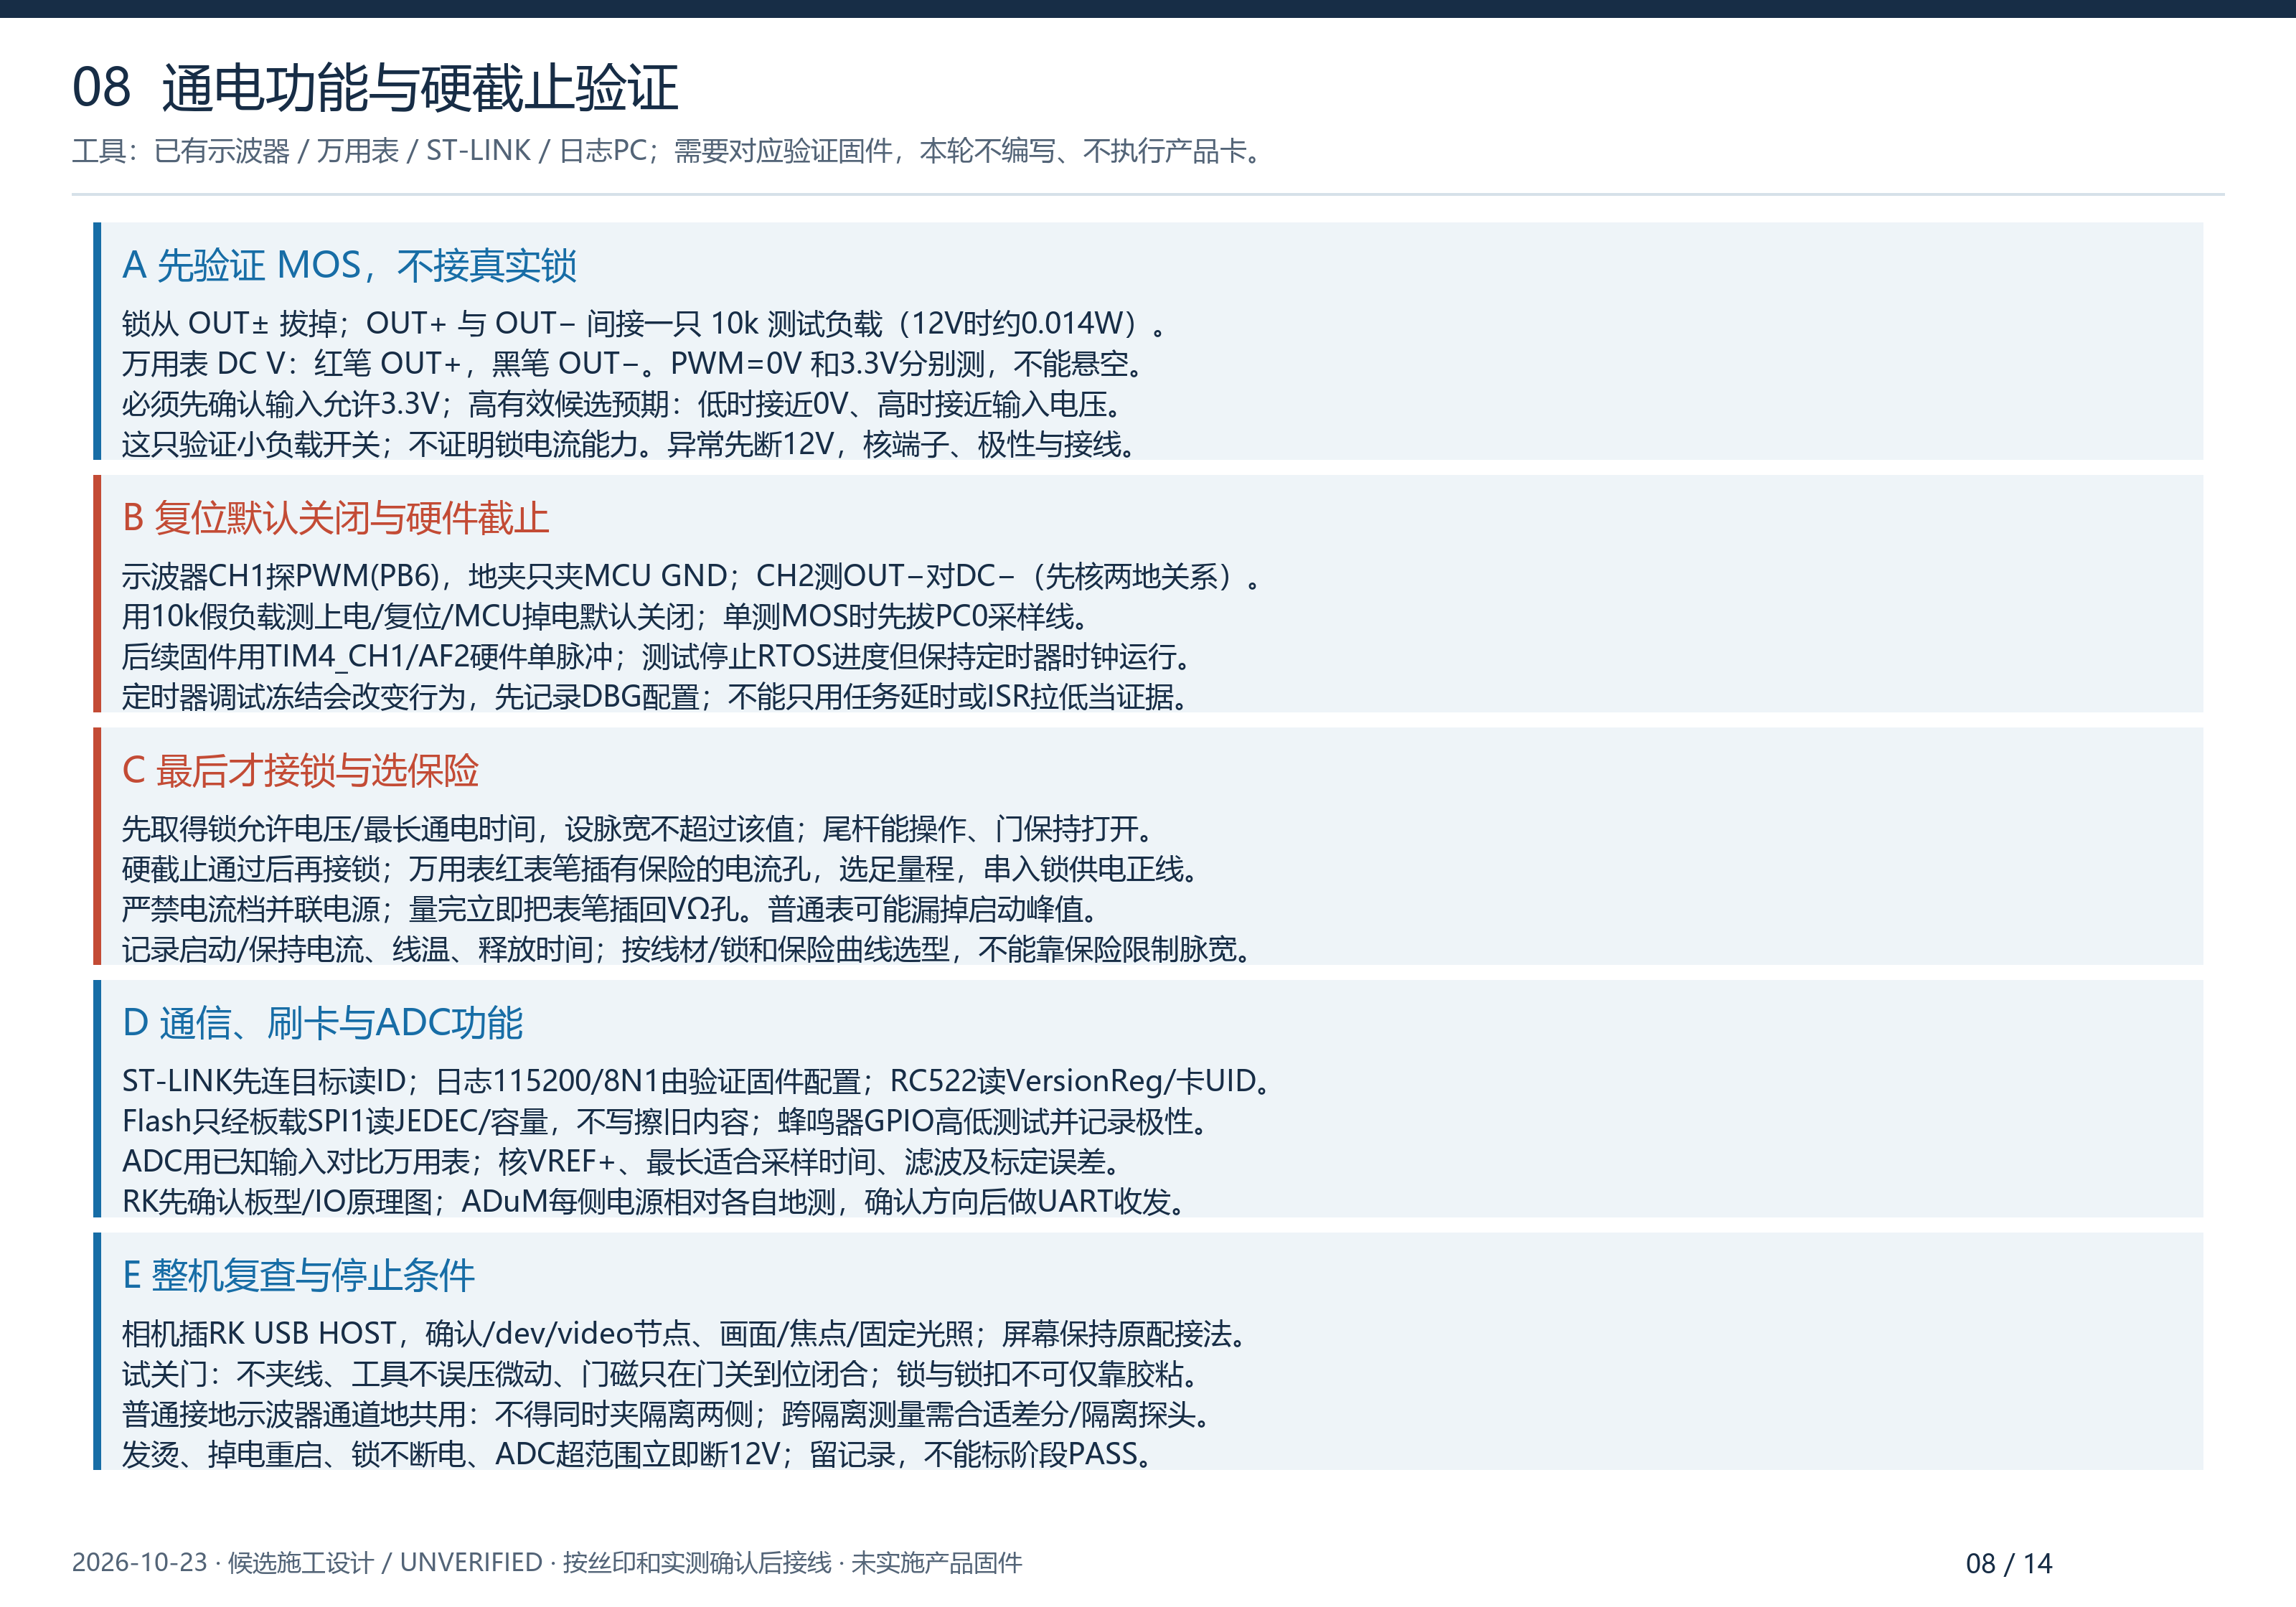 08 通电功能与硬截止验证
工具：已有示波器 / 万用表 / ST-LINK / 日志PC；需要对应验证固件，本轮不编写、不执行产品卡。
A 先验证 MOS，不接真实锁
锁从 OUT± 拔掉；OUT+ 与 OUT− 间接一只 10k 测试负载（12V时约0.014W）。
万用表 DC V：红笔 OUT+，黑笔 OUT−。PWM=0V 和3.3V分别测，不能悬空。
必须先确认输入允许3.3V；高有效候选预期：低时接近0V、高时接近输入电压。
这只验证小负载开关；不证明锁电流能力。异常先断12V，核端子、极性与接线。
B 复位默认关闭与硬件截止
示波器CH1探PWM(PB6)，地夹只夹MCU GND；CH2测OUT−对DC−（先核两地关系）。
用10k假负载测上电/复位/MCU掉电默认关闭；单测MOS时先拔PC0采样线。
后续固件用TIM4_CH1/AF2硬件单脉冲；测试停止RTOS进度但保持定时器时钟运行。
定时器调试冻结会改变行为，先记录DBG配置；不能只用任务延时或ISR拉低当证据。
C 最后才接锁与选保险
先取得锁允许电压/最长通电时间，设脉宽不超过该值；尾杆能操作、门保持打开。
硬截止通过后再接锁；万用表红表笔插有保险的电流孔，选足量程，串入锁供电正线。
严禁电流档并联电源；量完立即把表笔插回VΩ孔。普通表可能漏掉启动峰值。
记录启动/保持电流、线温、释放时间；按线材/锁和保险曲线选型，不能靠保险限制脉宽。
D 通信、刷卡与ADC功能
ST-LINK先连目标读ID；日志115200/8N1由验证固件配置；RC522读VersionReg/卡UID。
Flash只经板载SPI1读JEDEC/容量，不写擦旧内容；蜂鸣器GPIO高低测试并记录极性。
ADC用已知输入对比万用表；核VREF+、最长适合采样时间、滤波及标定误差。
RK先确认板型/IO原理图；ADuM每侧电源相对各自地测，确认方向后做UART收发。
E 整机复查与停止条件
相机插RK USB HOST，确认/dev/video节点、画面/焦点/固定光照；屏幕保持原配接法。
试关门：不夹线、工具不误压微动、门磁只在门关到位闭合；锁与锁扣不可仅靠胶粘。
普通接地示波器通道地共用：不得同时夹隔离两侧；跨隔离测量需合适差分/隔离探头。
发烫、掉电重启、锁不断电、ADC超范围立即断12V；留记录，不能标阶段PASS。
2026-10-23 · 候选施工设计 / UNVERIFIED · 按丝印和实测确认后接线 · 未实施产品固件
08 / 14